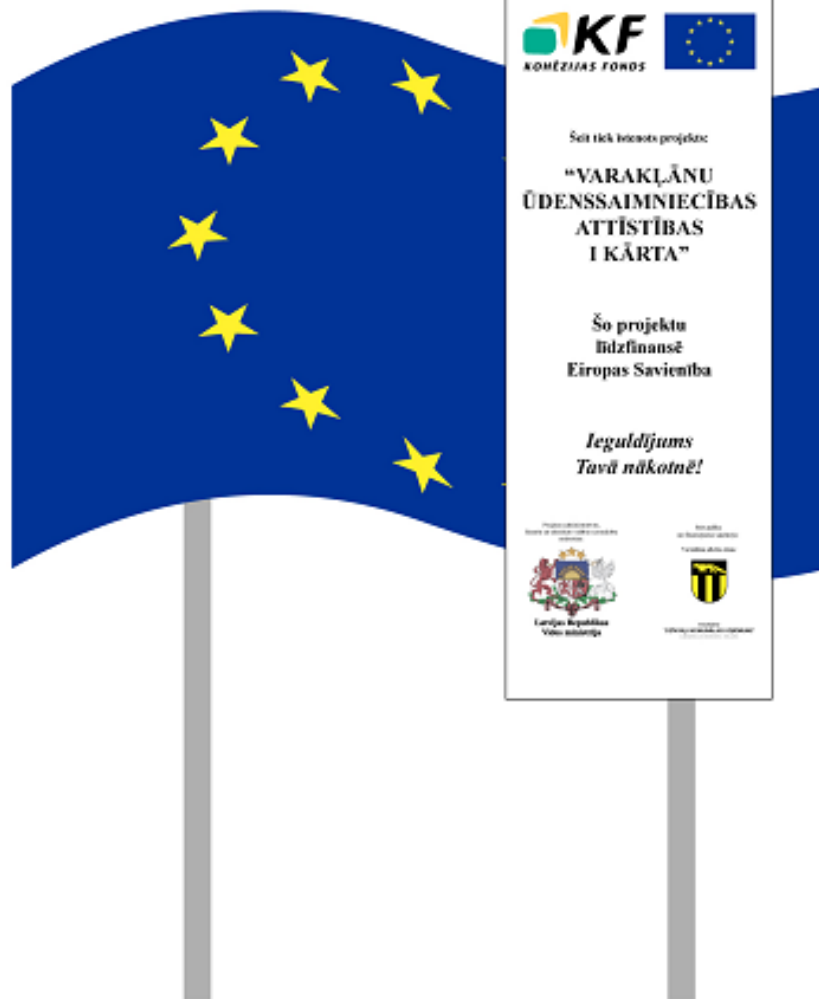 KF
KOHĒZIJAS FONDS
Šeit tiek īstenots projekts:
“VARAKĻĀNU
ŪDENSSAIMNIECĪBAS
ATTĪSTĪBAS
I KĀRTA”
Šo projektu
līdzfinansē
Eiropas Savienība
Ieguldījums
Tavā nākotnē!
Latvijas Republikas
Vides ministrija